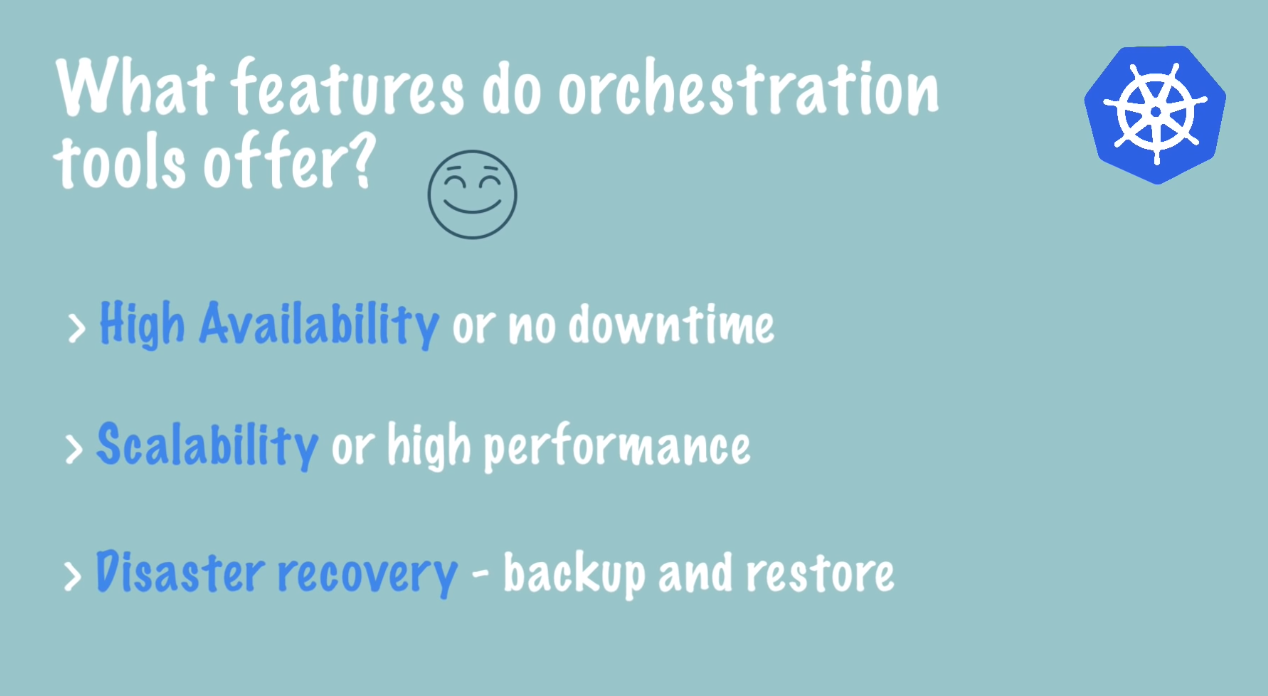 What features do orchestration
tools offer?
> High Availability or no downtime
> Scalability or high performance
> Disaster recovery - backup and restore